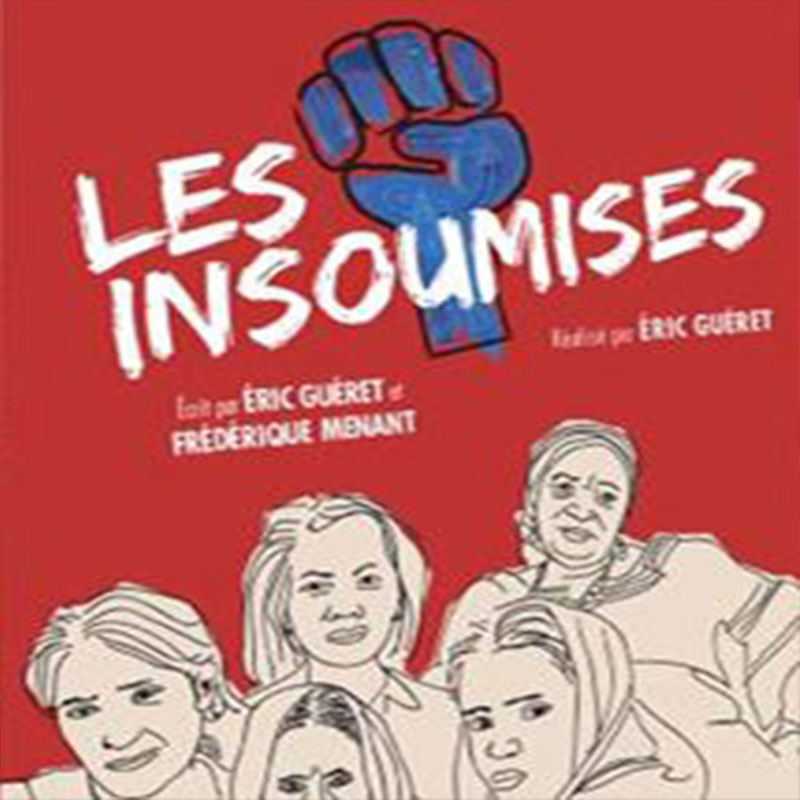 LES
INSOUMISES
Réalisé par ÉRIC GUÉRET
Écrit par ÉRIC GUÉRET et
FRÉDÉRIQUE MENANT